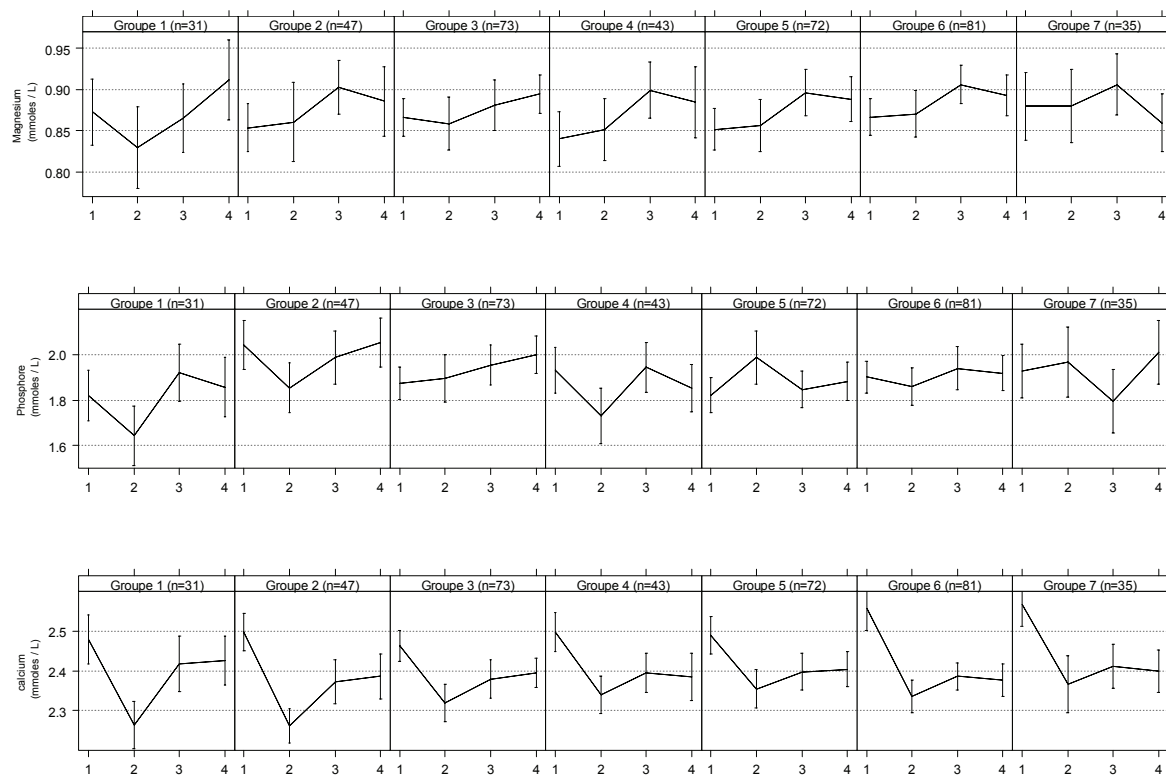 Groupe 1 (n=31) Groupe 2 (n=47) Groupe 3 (n=73) Groupe 4 (n=43) Groupe 5 (n=72) Groupe 6 (n=81) Groupe 7 (n=35)
Magnesium
(mmoles / L)
0.95
0.90
0.85
0.80
1 2 3 4 1 2 3 4 1 2 3 4 1 2 3 4 1 2 3 4 1 2 3 4 1 2 3 4
Groupe 1 (n=31) Groupe 2 (n=47) Groupe 3 (n=73) Groupe 4 (n=43) Groupe 5 (n=72) Groupe 6 (n=81) Groupe 7 (n=35)
Phosphore
(mmoles / L)
2.0
1.8
1.6
1 2 3 4 1 2 3 4 1 2 3 4 1 2 3 4 1 2 3 4 1 2 3 4 1 2 3 4
Groupe 1 (n=31) Groupe 2 (n=47) Groupe 3 (n=73) Groupe 4 (n=43) Groupe 5 (n=72) Groupe 6 (n=81) Groupe 7 (n=35)
calcium
(mmoles / L)
2.5
2.4
2.3
1 2 3 4 1 2 3 4 1 2 3 4 1 2 3 4 1 2 3 4 1 2 3 4 1 2 3 4